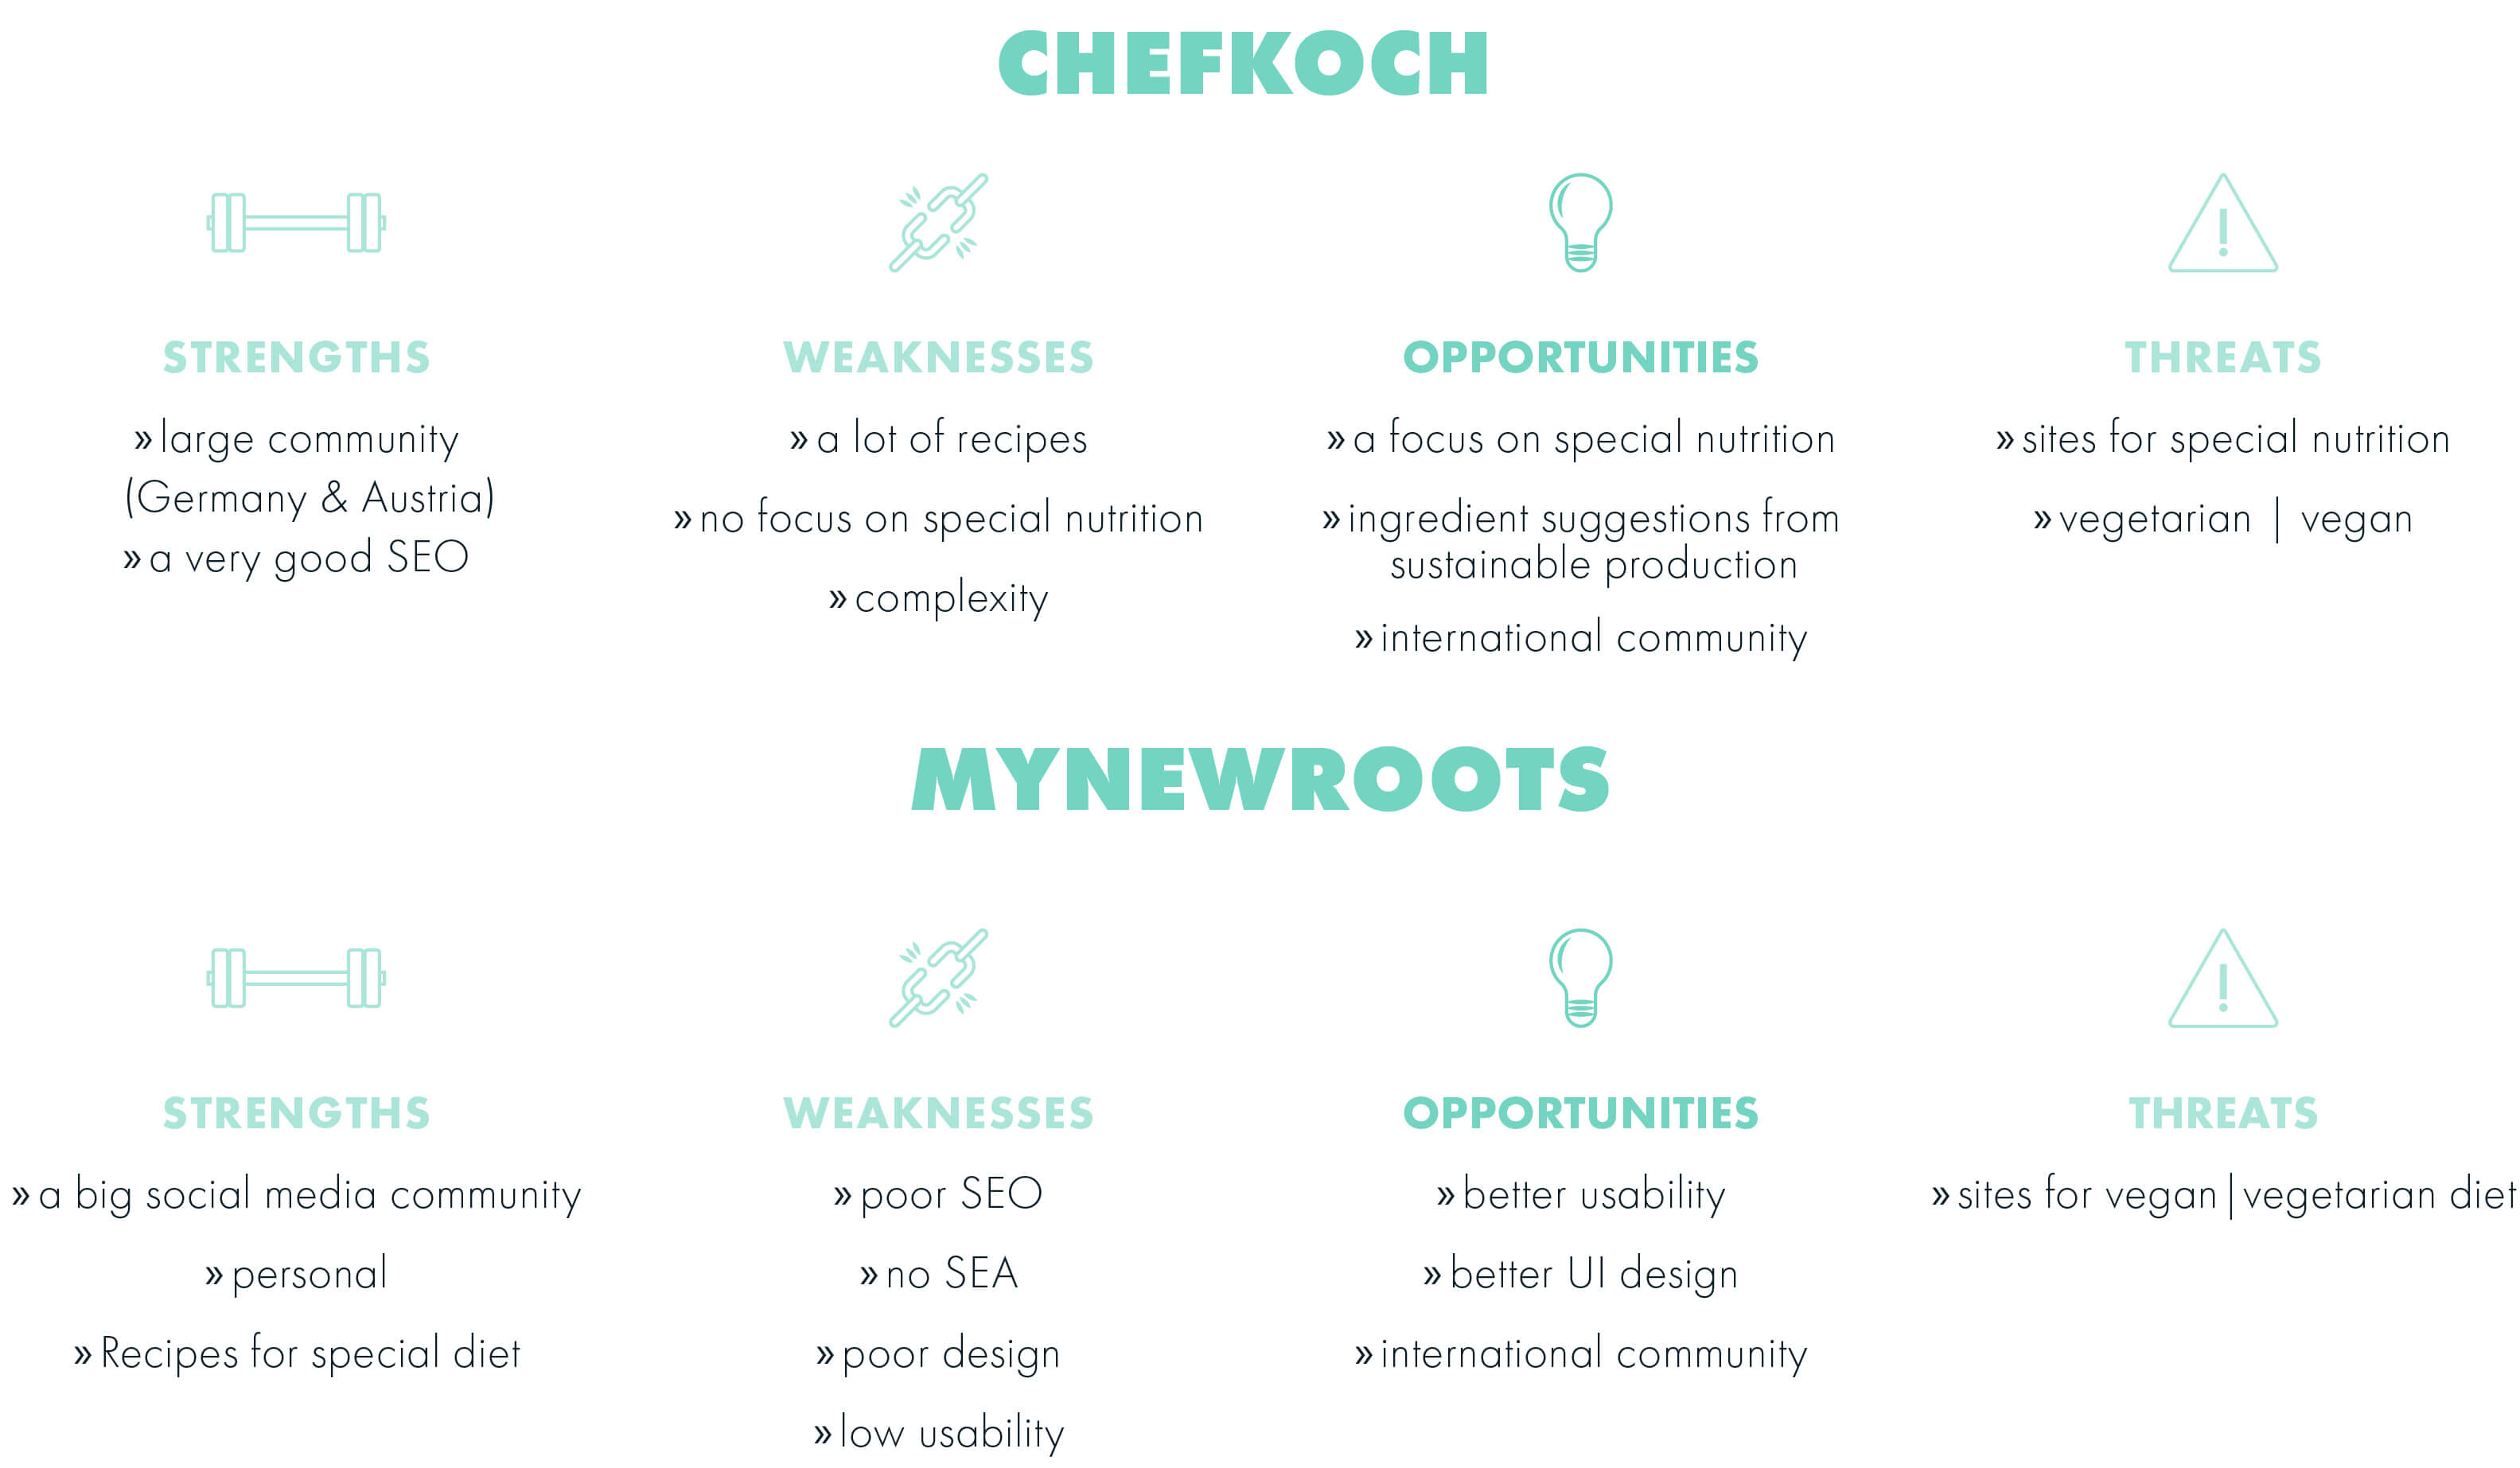 CHEFKOCH
STRENGTHS
» large community
(Germany & Austria)
» a very good SEO
WEAKNESSES
» a lot of recipes
» no focus on special nutrition
» complexity
OPPORTUNITIES
» a focus on special nutrition
» ingredient suggestions from
sustainable production
» international community
THREATS
» sites for special nutrition
» vegetarian | vegan
MYNEWROOTS
STRENGTHS
» a big social media community
» personal
» Recipes for special diet
WEAKNESSES
» poor SEO
» no SEA
» poor design
» low usability
OPPORTUNITIES
» better usability
» better UI design
» international community
THREATS
» sites for vegan|vegetarian diet